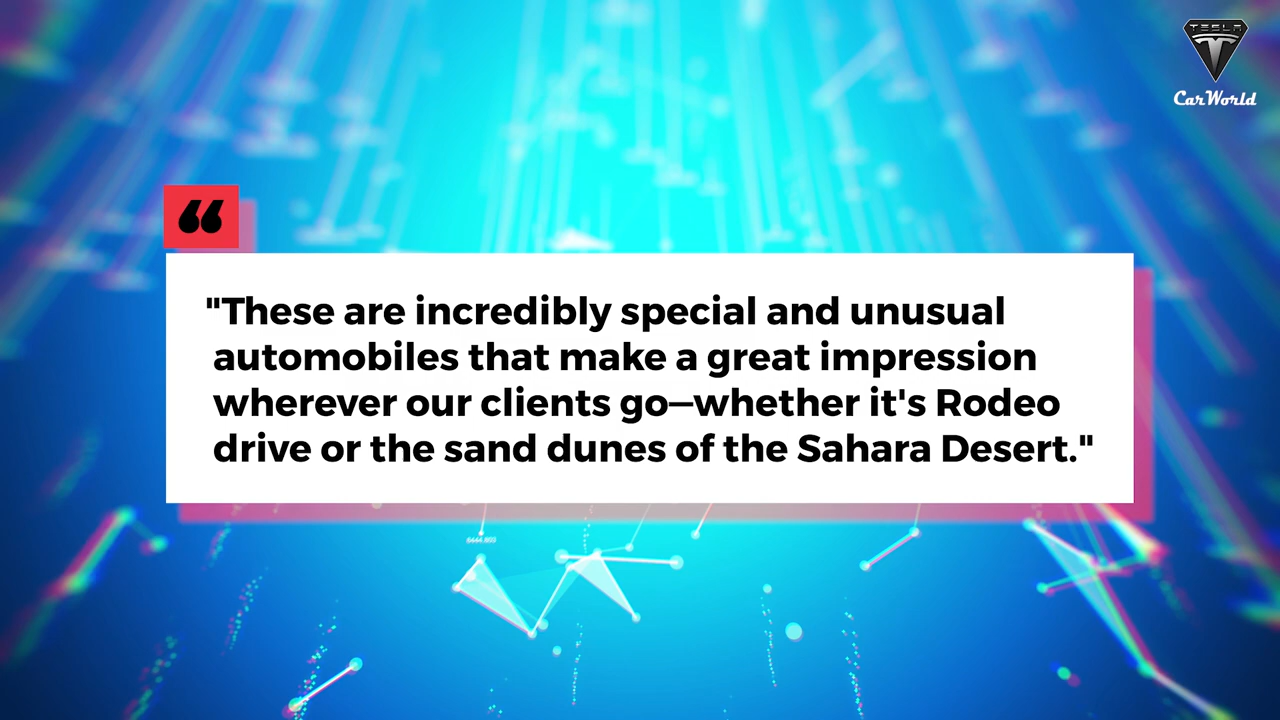 TESLA
CarWorld
"These are incredibly special and unusual
automobiles that make a great impression
wherever our clients go—whether it's Rodeo
drive or the sand dunes of the Sahara Desert."